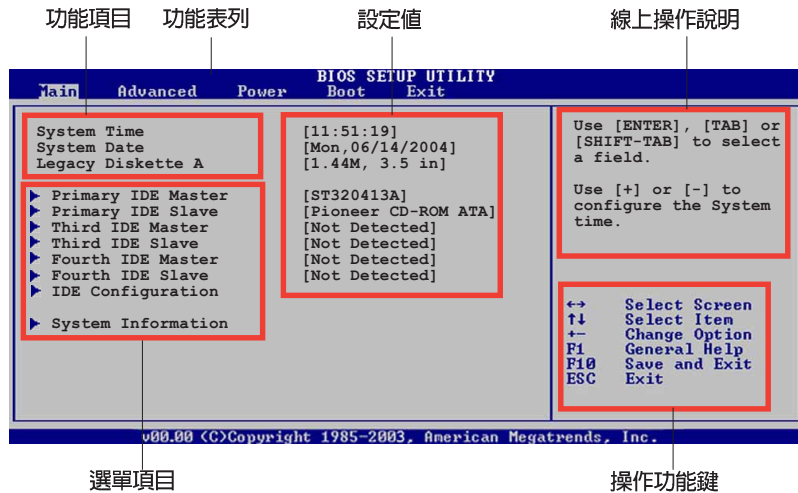 功能項目 功能表列 設定值 線上操作說明
BIOS SETUP UTILITY
Main Advanced Power Boot Exit
System Time [11:51:19]
System Date [Mon,06/14/2004]
Legacy Diskette A [1.44M, 3.5 in]
Primary IDE Master [ST320413A]
Primary IDE Slave [Pioneer CD-ROM ATA]
Third IDE Master [Not Detected]
Third IDE Slave [Not Detected]
Fourth IDE Master [Not Detected]
Fourth IDE Slave [Not Detected]
IDE Configuration
System Information
Use [ENTER], [TAB] or
[SHIFT-TAB] to select
a field.
Use [+] or [-] to
configure the System
time.
←→ Select Screen
↑↓ Select Item
+- Change Option
F1 General Help
F10 Save and Exit
ESC Exit
v00.00 (C)Copyright 1985-2003, American Megatrends, Inc.
選單項目 操作功能鍵